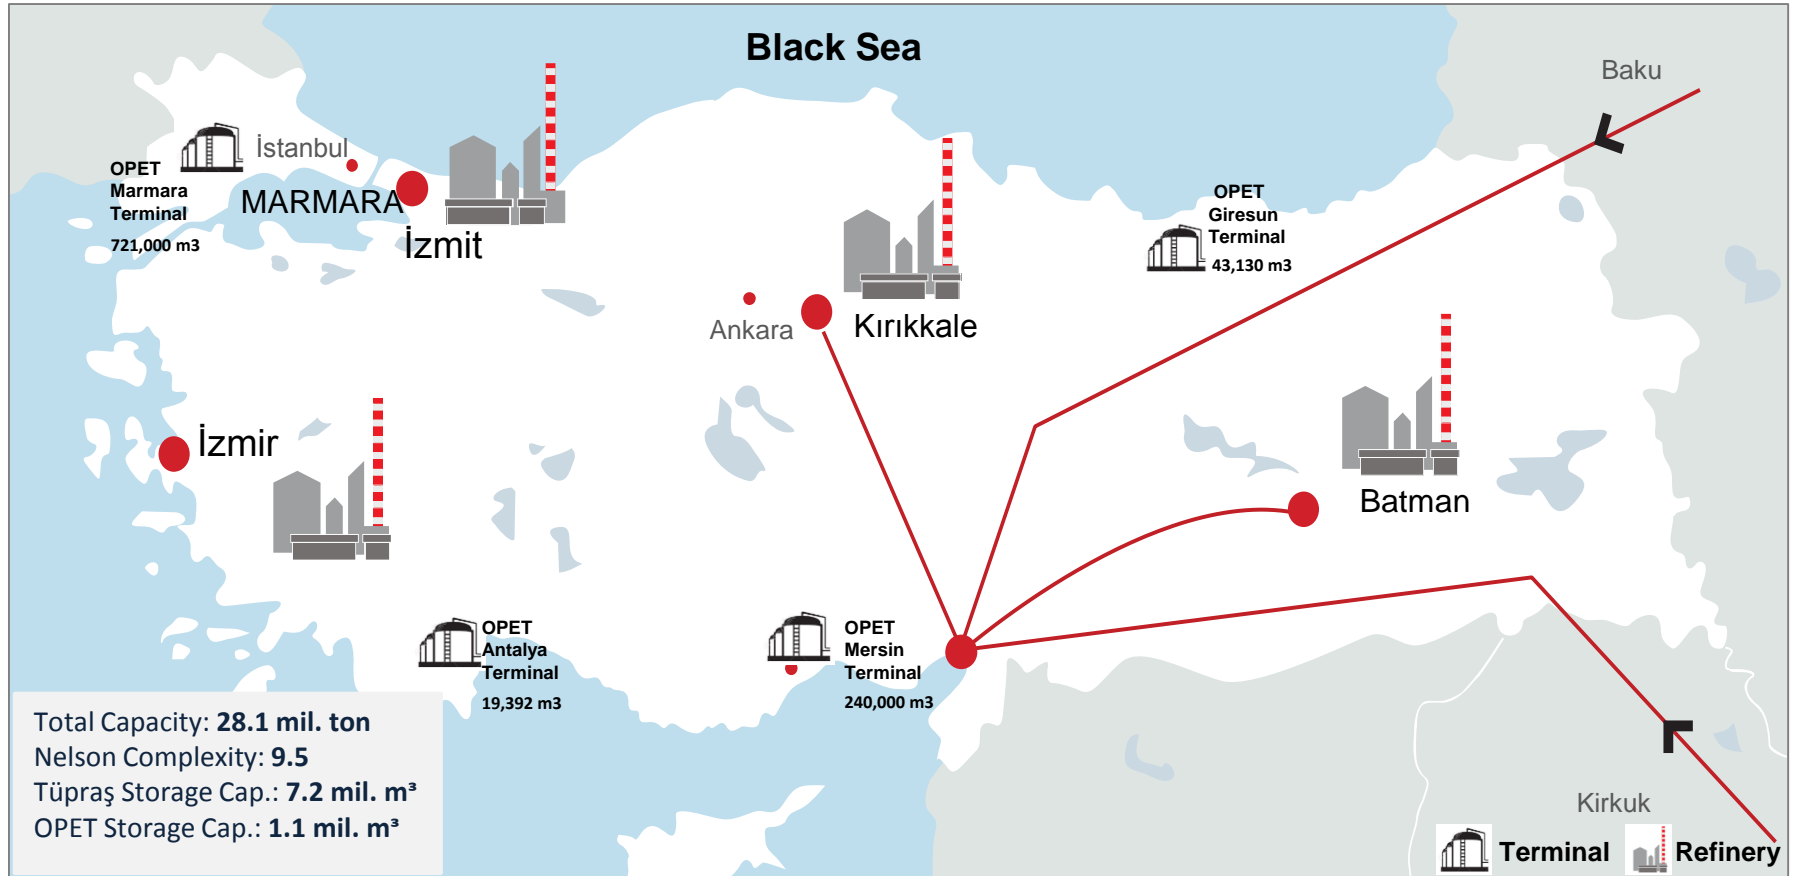 Black Sea
Baku
OPET
Marmara
Terminal
721,000 m3
İstanbul
MARMARA
İzmit
OPET
Giresun
Terminal
43,130 m3
Ankara
Kırıkkale
İzmir
Batman
OPET
Antalya
Terminal
19,392 m3
OPET
Mersin
Terminal
240,000 m3
Total Capacity: 28.1 mil. ton
Nelson Complexity: 9.5
Tüpraş Storage Cap.: 7.2 mil. m³
OPET Storage Cap.: 1.1 mil. m³
Kirkuk
Terminal
Refinery